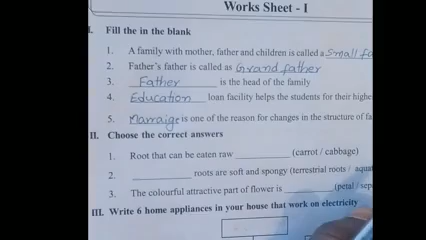 Works Sheet - I
I. Fill the in the blank
1. A family with mother, father and children is called a Small fa
2. Father's father is called as Grand father
3. Father is the head of the family
4. Education loan facility helps the students for their highe
5. Marraige is one of the reason for changes in the structure of fa
II. Choose the correct answers
1. Root that can be eaten raw ________ (carrot / cabbage)
2. ________ roots are soft and spongy (terrestrial roots / aquat
3. The colourful attractive part of flower is ________ (petal / sep
III. Write 6 home appliances in your house that work on electricity